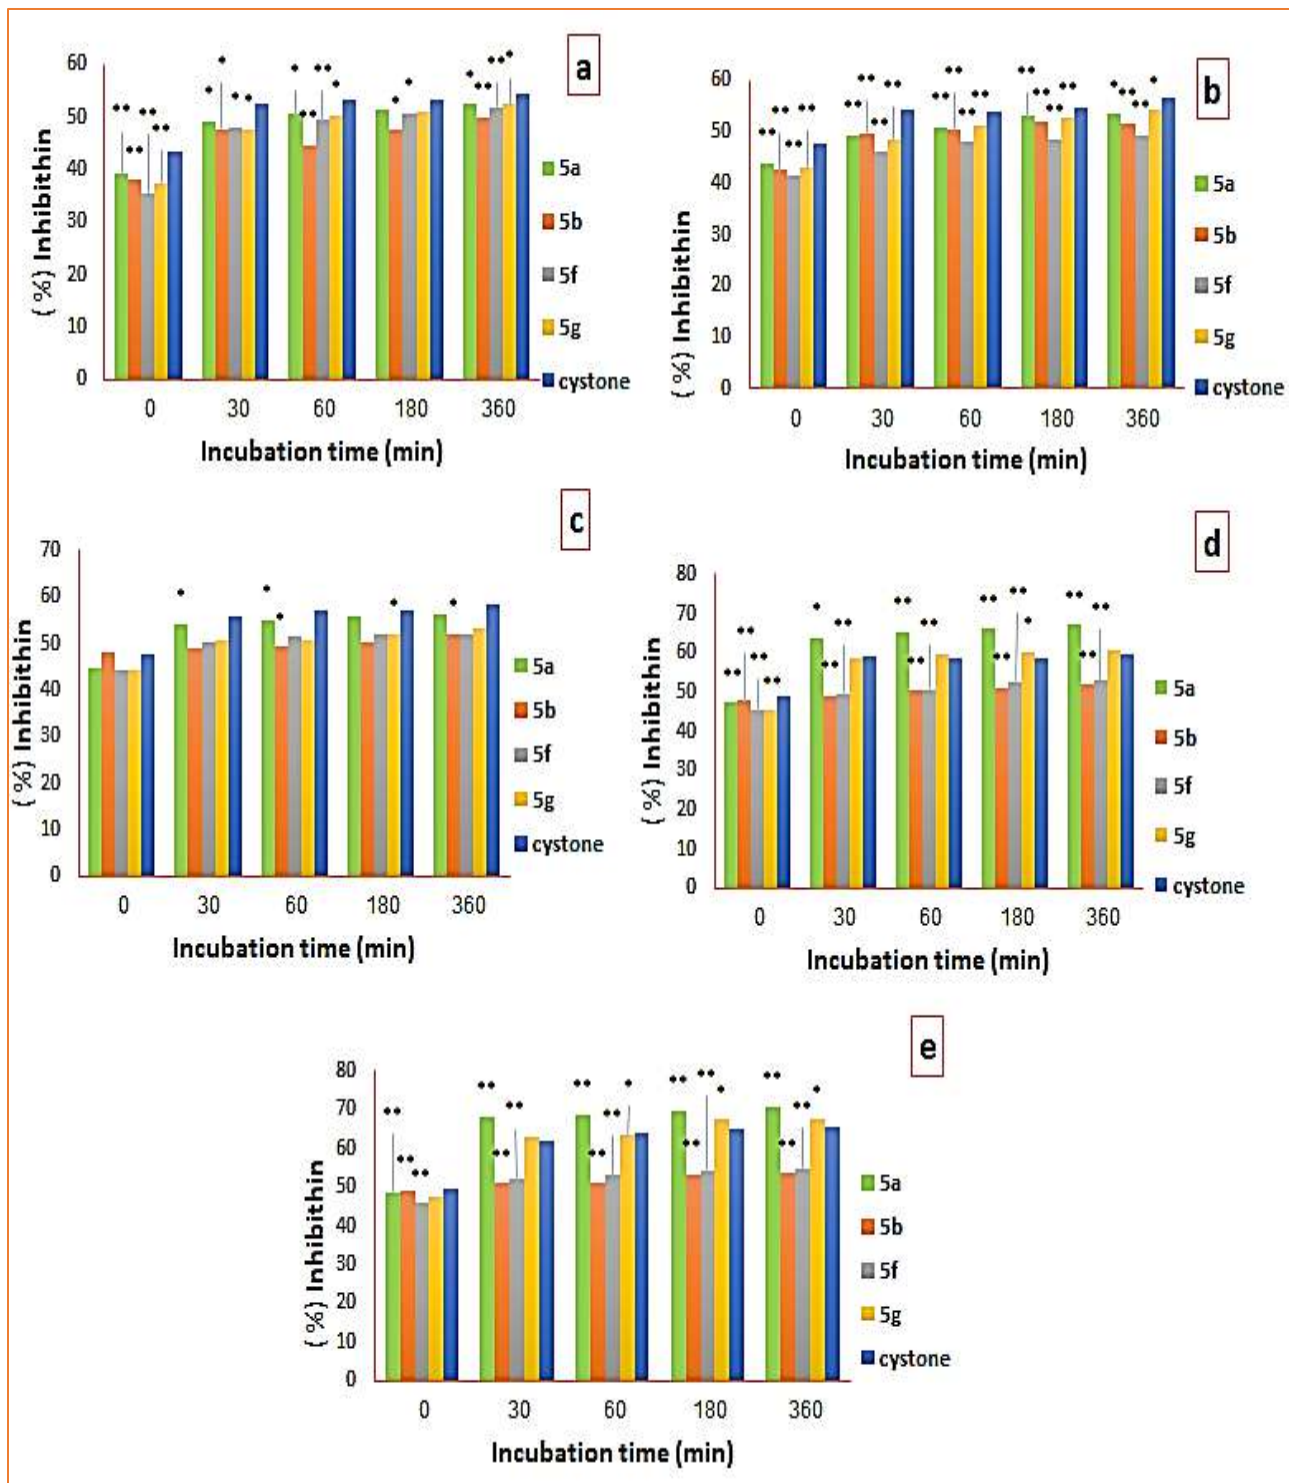 a
60
50
40
30
20
10
0
( %) Inhibithin
** ** ** **
* * * *
* ** ** *
* *
* ** ** *
0 30 60 180 360
Incubation time (min)
5a
5b
5f
5g
cystone
b
60
50
40
30
20
10
0
( %) Inhibithin
** ** ** **
** ** ** **
** ** ** **
** ** ** **
* ** ** *
0 30 60 180 360
Incubation time (min)
5a
5b
5f
5g
cystone
c
70
60
50
40
30
20
10
0
( %) Inhibithin
*
* *
*
*
0 30 60 180 360
Incubation time (min)
5a
5b
5f
5g
cystone
d
80
70
60
50
40
30
20
10
0
( %) Inhibithin
** ** ** **
* ** **
** ** **
** ** ** *
** ** **
0 30 60 180 360
Incubation time (min)
5a
5b
5f
5g
cystone
e
80
70
60
50
40
30
20
10
0
( %) Inhibithin
** ** **
** ** **
** ** ** *
** ** ** *
** ** ** *
0 30 60 180 360
Incubation time (min)
5a
5b
5f
5g
cystone